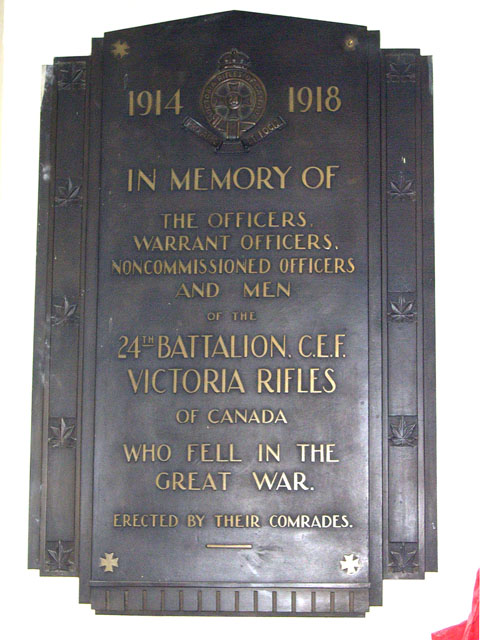 1914 1918
IN MEMORY OF
THE OFFICERS,
WARRANT OFFICERS,
NONCOMMISSIONED OFFICERS
AND MEN
OF THE
24TH BATTALION. C.E.F.
VICTORIA RIFLES
OF CANADA
WHO FELL IN THE
GREAT WAR.
ERECTED BY THEIR COMRADES.